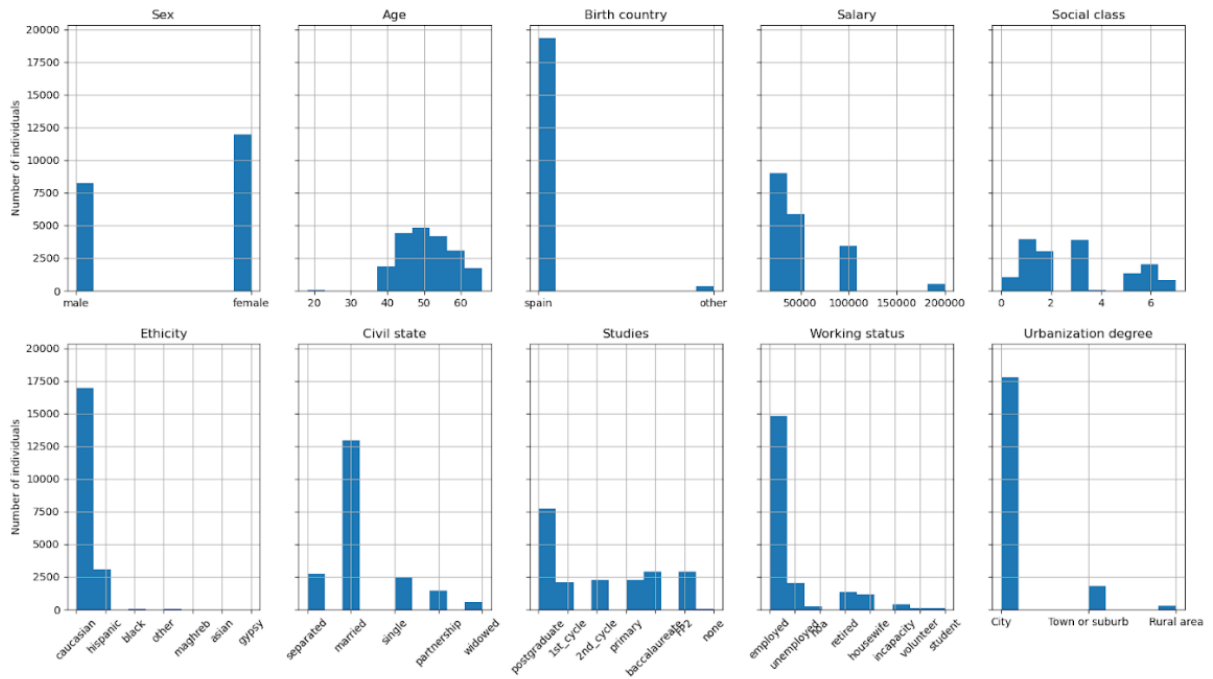 Sex
Age
Birth country
Salary
Social class
Number of individuals
20000
17500
15000
12500
10000
7500
5000
2500
0
male female
20 30 40 50 60
spain other
50000 100000 150000 200000
0 2 4 6
Ethicity
Civil state
Studies
Working status
Urbanization degree
Number of individuals
20000
17500
15000
12500
10000
7500
5000
2500
0
caucasian
hispanic
black
other
maghreb
asian
gypsy
separated
married
single
partnership
widowed
postgraduate
1st_cycle
2nd_cycle
primary
baccalaureate
FP2
none
employed
unemployed
retired
housewife
incapacity
volunteer
student
City Town or suburb Rural area